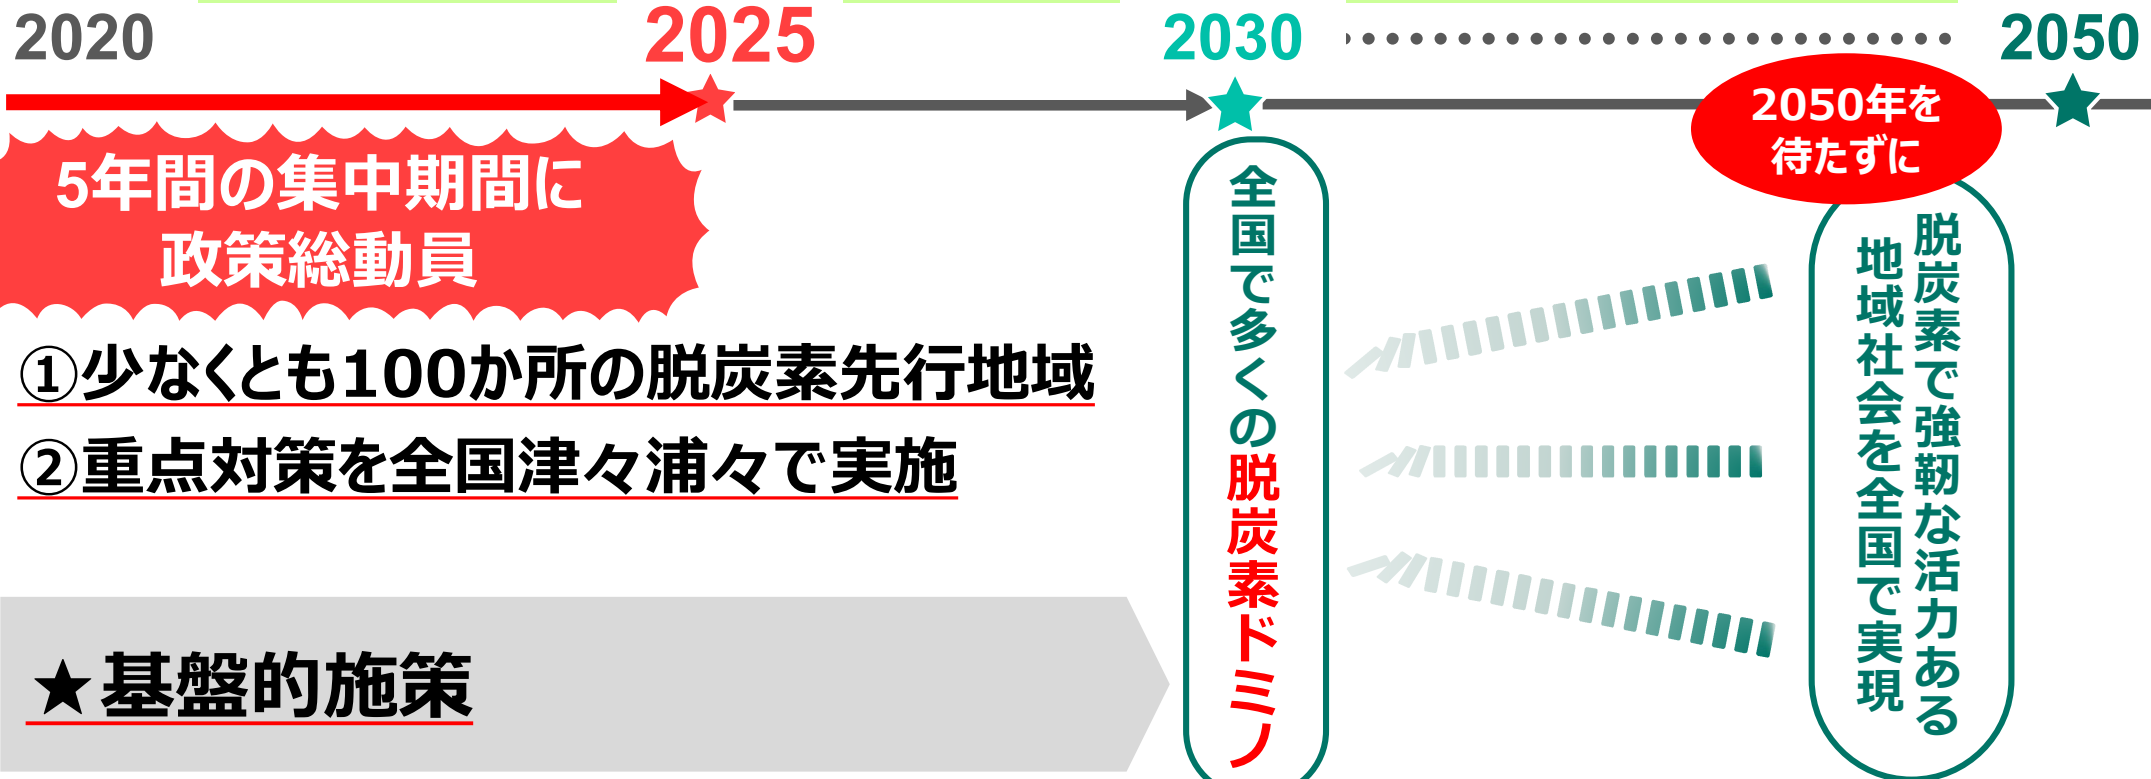 2020
2025
2030
2050
5年間の集中期間に
政策総動員
①少なくとも100か所の脱炭素先行地域
②重点対策を全国津々浦々で実施
★基盤的施策
全国で多くの脱炭素ドミノ
2050年を
待たずに
脱炭素で強靭な活力ある
地域社会を全国で実現